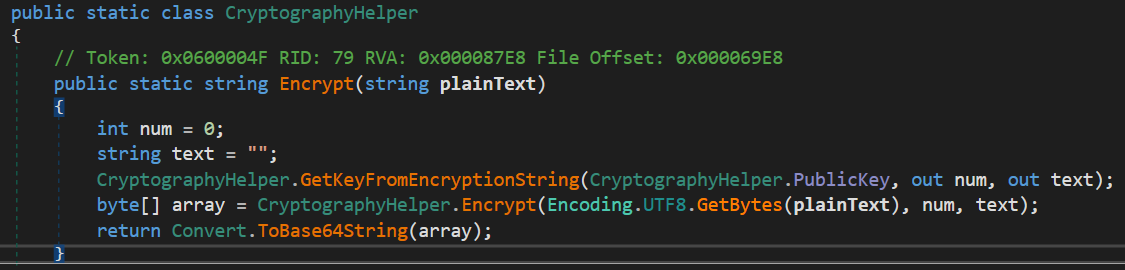 public static class CryptographyHelper
{
// Token: 0x0600004F RID: 79 RVA: 0x000087E8 File Offset: 0x000069E8
public static string Encrypt(string plainText)
{
int num = 0;
string text = "";
CryptographyHelper.GetKeyFromEncryptionString(CryptographyHelper.PublicKey, out num, out text);
byte[] array = CryptographyHelper.Encrypt(Encoding.UTF8.GetBytes(plainText), num, text);
return Convert.ToBase64String(array);
}